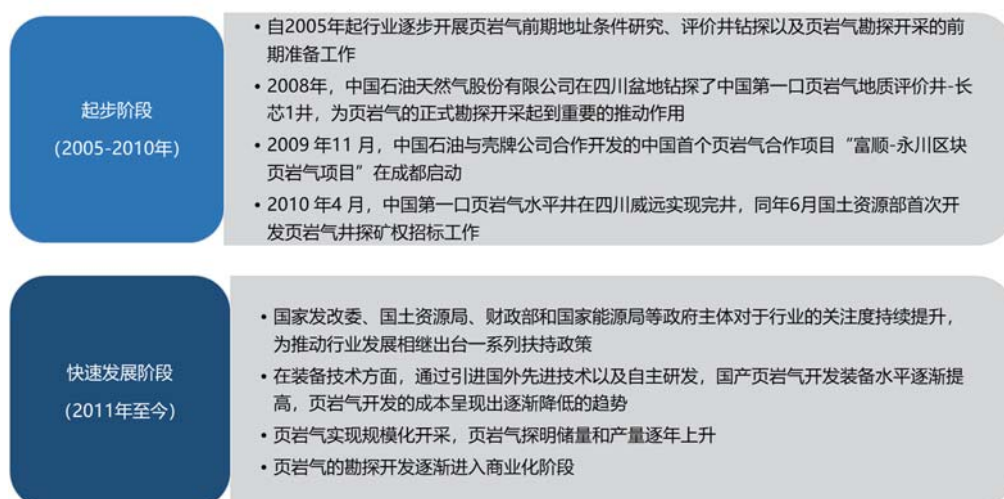 起步阶段
(2005-2010年)
• 自2005年起行业逐步开展页岩气前期地址条件研究、评价井钻探以及页岩气勘探开采的前
期准备工作
• 2008年，中国石油天然气股份有限公司在四川盆地钻探了中国第一口页岩气地质评价井-长
芯1井，为页岩气的正式勘探开采起到重要的推动作用
• 2009 年11 月，中国石油与壳牌公司合作开发的中国首个页岩气合作项目“富顺-永川区块
页岩气项目”在成都启动
• 2010 年4 月，中国第一口页岩气水平井在四川威远实现完井，同年6月国土资源部首次开
发页岩气井探矿权招标工作
快速发展阶段
(2011年至今)
• 国家发改委、国土资源局、财政部和国家能源局等政府主体对于行业的关注度持续提升，
为推动行业发展相继出台一系列扶持政策
• 在装备技术方面，通过引进国外先进技术以及自主研发，国产页岩气开发装备水平逐渐提
高，页岩气开发的成本呈现出逐渐降低的趋势
• 页岩气实现规模化开采，页岩气探明储量和产量逐年上升
• 页岩气的勘探开发逐渐进入商业化阶段